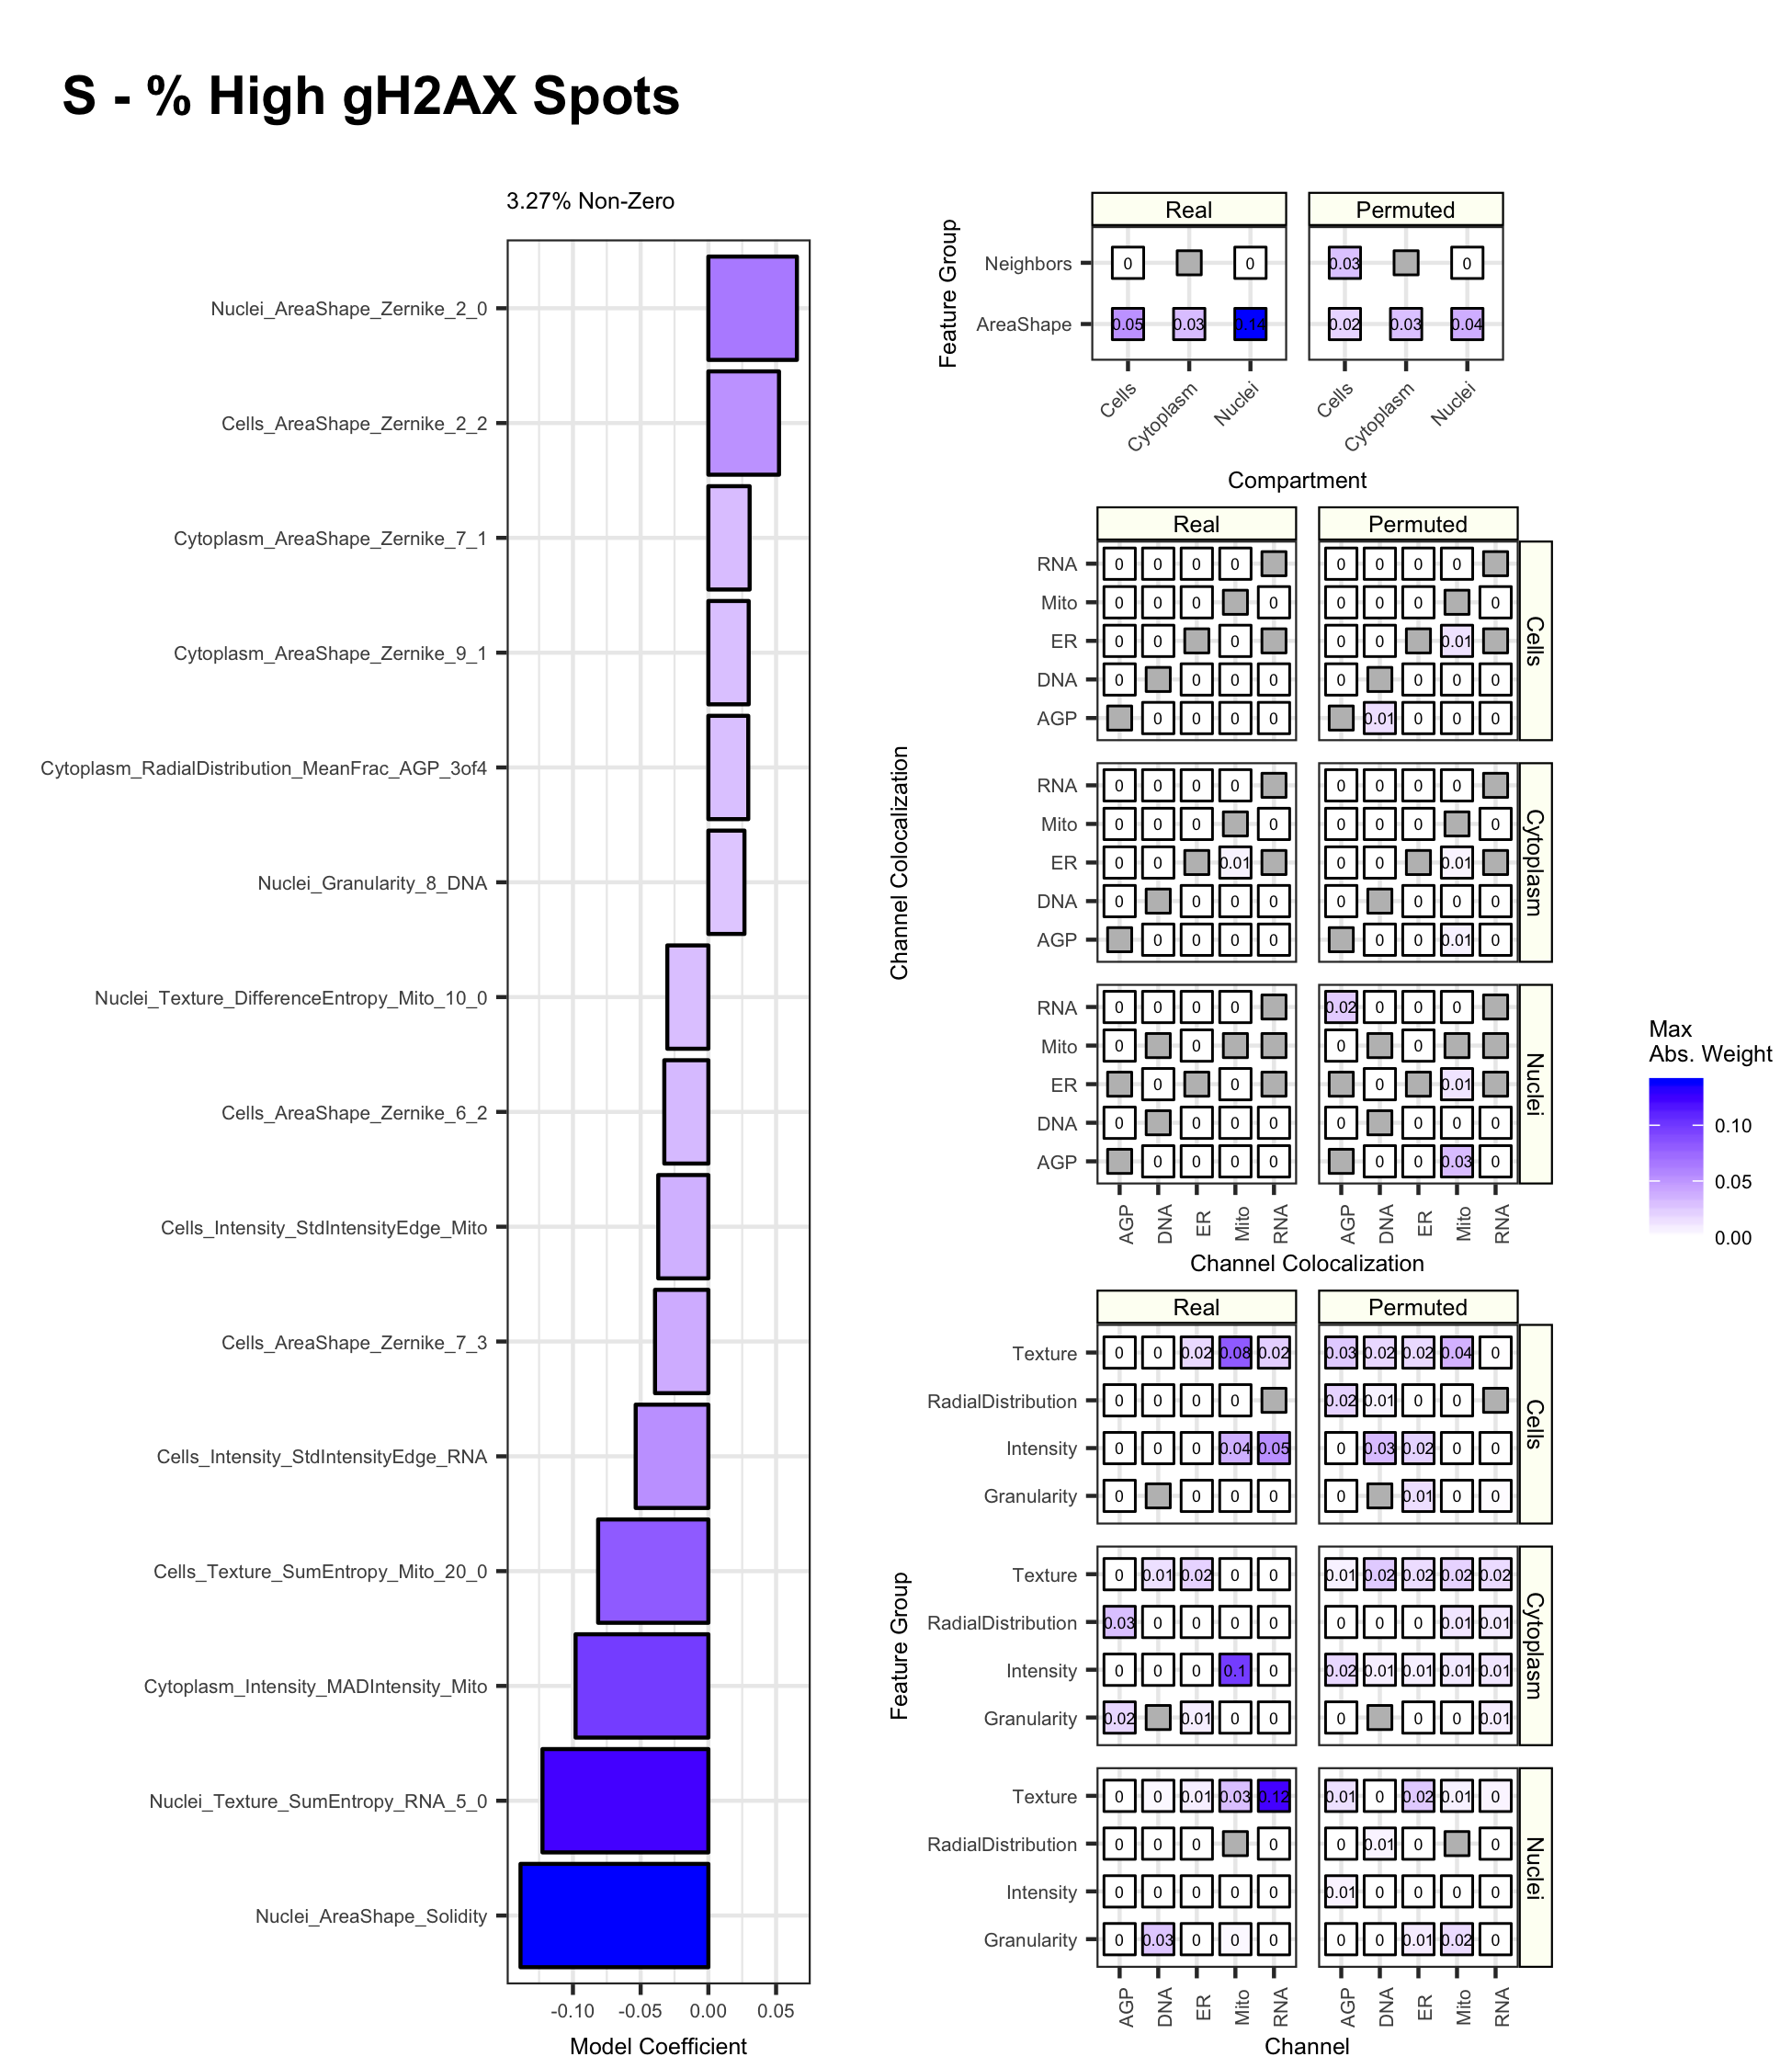 S - % High gH2AX Spots
3.27% Non-Zero
Nuclei_AreaShape_Zernike_2_0
Cells_AreaShape_Zernike_2_2
Cytoplasm_AreaShape_Zernike_7_1
Cytoplasm_AreaShape_Zernike_9_1
Cytoplasm_RadialDistribution_MeanFrac_AGP_3of4
Nuclei_Granularity_8_DNA
Nuclei_Texture_DifferenceEntropy_Mito_10_0
Cells_AreaShape_Zernike_6_2
Cells_Intensity_StdIntensityEdge_Mito
Cells_AreaShape_Zernike_7_3
Cells_Intensity_StdIntensityEdge_RNA
Cells_Texture_SumEntropy_Mito_20_0
Cytoplasm_Intensity_MADIntensity_Mito
Nuclei_Texture_SumEntropy_RNA_5_0
Nuclei_AreaShape_Solidity
-0.10 -0.05 0.00 0.05
Model Coefficient
Feature Group
Real Permuted
Neighbors 0 0 0.03 0
AreaShape 0.05 0.03 0.14 0.02 0.03 0.04
Cells Cytoplasm Nuclei Cells Cytoplasm Nuclei
Compartment
Channel Colocalization
Real Permuted
RNA 0 0 0 0 0 0 0 0
Mito 0 0 0 0 0 0 0 0
ER 0 0 0 0 0 0.01
DNA 0 0 0 0 0 0 0 0
AGP 0 0 0 0 0.01 0 0 0
Cells
RNA 0 0 0 0 0 0 0 0
Mito 0 0 0 0 0 0 0 0
ER 0 0 0.01 0 0 0.01
DNA 0 0 0 0 0 0 0 0
AGP 0 0 0 0 0 0 0.01 0
Cytoplasm
RNA 0 0 0 0 0.02 0 0 0
Mito 0 0 0 0
ER 0 0 0 0.01
DNA 0 0 0 0 0 0 0 0
AGP 0 0 0 0 0 0 0.03 0
Nuclei
AGP DNA ER Mito RNA AGP DNA ER Mito RNA
Channel Colocalization
Feature Group
Real Permuted
Texture 0 0 0.02 0.08 0.02 0.03 0.02 0.02 0.04 0
RadialDistribution 0 0 0 0 0.02 0.01 0 0
Intensity 0 0 0 0.04 0.05 0 0.03 0.02 0 0
Granularity 0 0 0 0 0 0.01 0 0
Cells
Texture 0 0.01 0.02 0 0 0.01 0.02 0.02 0.02 0.02
RadialDistribution 0.03 0 0 0 0 0 0 0 0.01 0.01
Intensity 0 0 0 0.1 0 0.02 0.01 0.01 0.01 0.01
Granularity 0.02 0.01 0 0 0 0 0 0.01
Cytoplasm
Texture 0 0 0.01 0.03 0.12 0.01 0 0.02 0.01 0
RadialDistribution 0 0 0 0 0 0.01 0 0
Intensity 0 0 0 0 0 0.01 0 0 0 0
Granularity 0 0.03 0 0 0 0 0 0.01 0.02 0
Nuclei
AGP DNA ER Mito RNA AGP DNA ER Mito RNA
Channel
Max
Abs. Weight
0.10
0.05
0.00